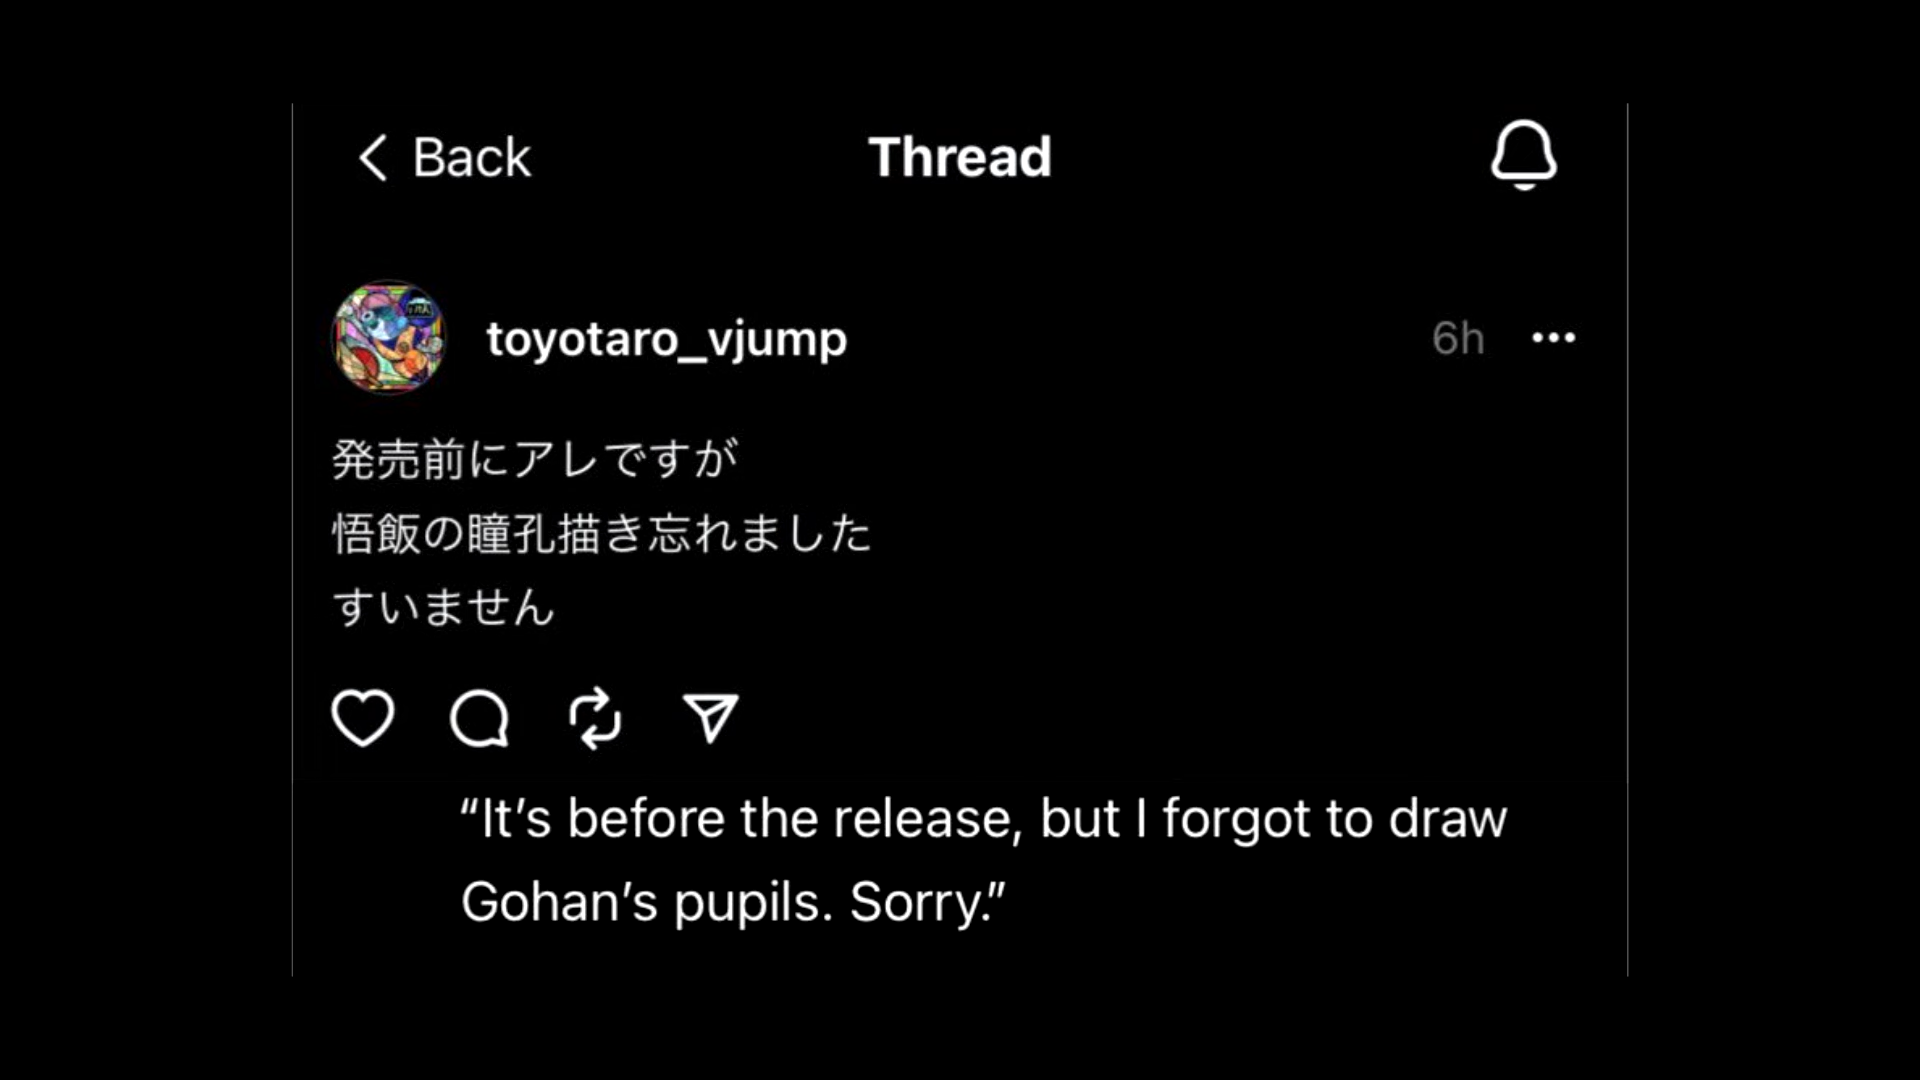 Back
Thread
toyotaro_vjump
6h
発売前にアレですが
悟飯の瞳孔描き忘れました
すいません
“It’s before the release, but I forgot to draw
Gohan’s pupils. Sorry.”